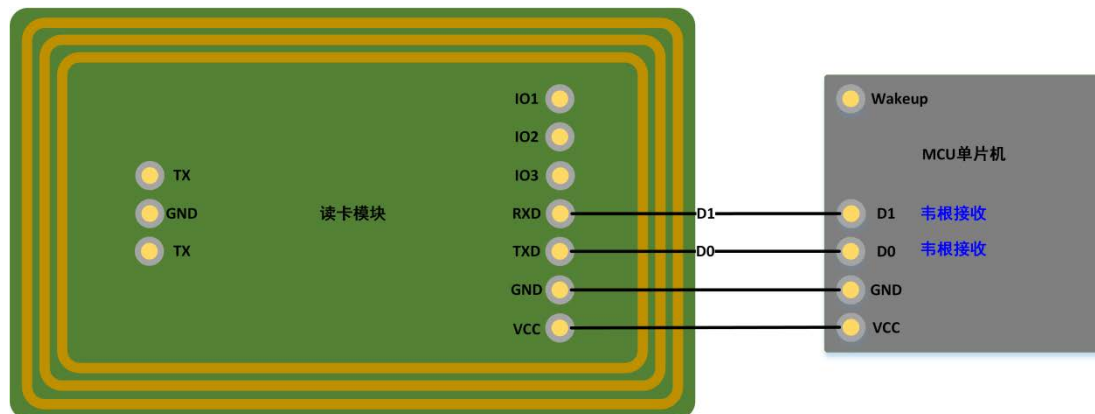 IO1
IO2
IO3
TX
GND
TX
读卡模块
RXD
TXD
GND
VCC
D1
D0
Wakeup
MCU单片机
D1 韦根接收
D0 韦根接收
GND
VCC